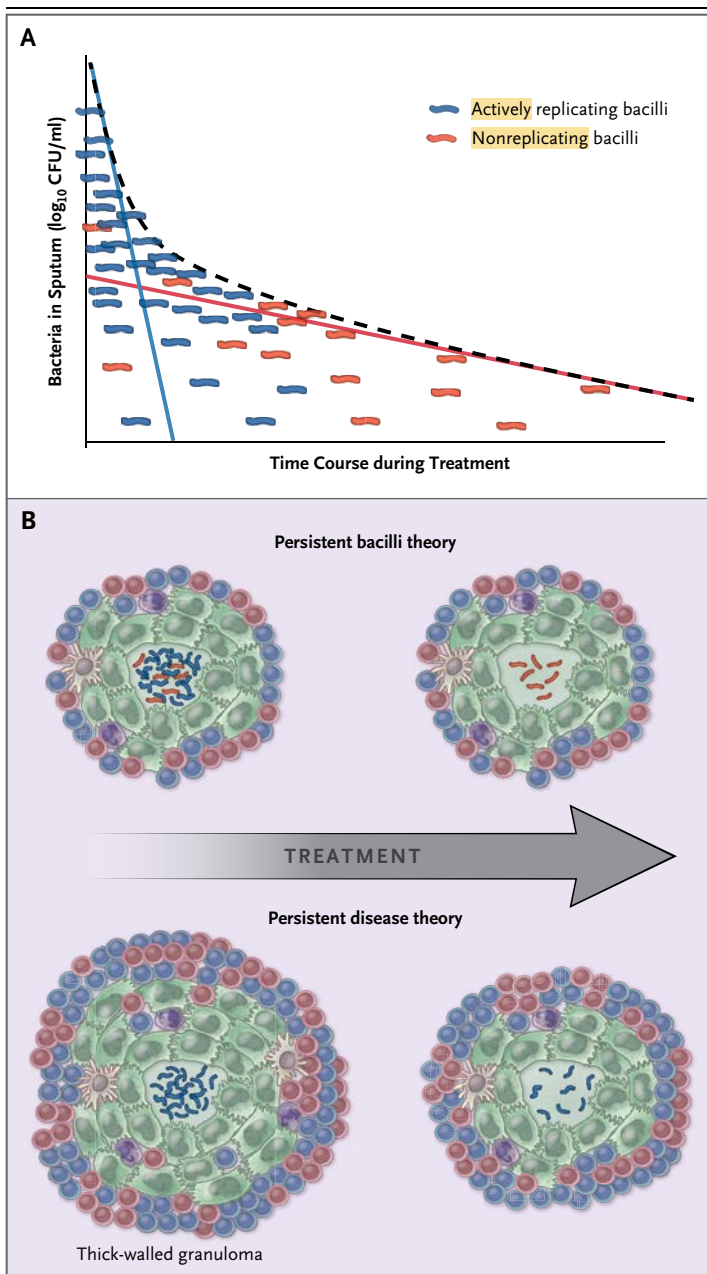 A
Actively replicating bacilli
Nonreplicating bacilli
Bacteria in Sputum (log₁₀ CFU/ml)
Time Course during Treatment
B
Persistent bacilli theory
TREATMENT
Persistent disease theory
Thick-walled granuloma